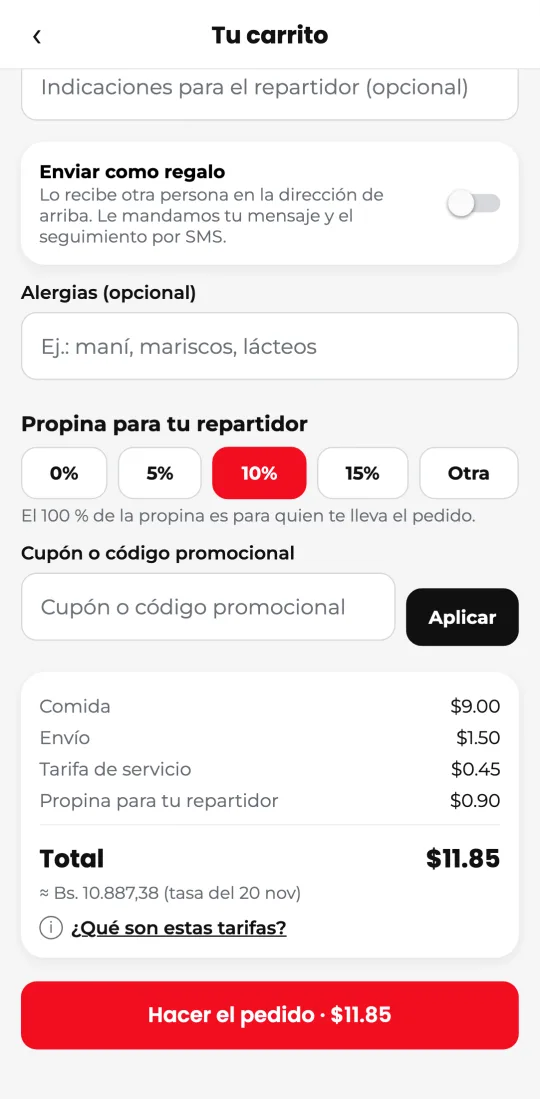 Tu carrito
Indicaciones para el repartidor (opcional)
Enviar como regalo
Lo recibe otra persona en la dirección de
arriba. Le mandamos tu mensaje y el
seguimiento por SMS.
Alergias (opcional)
Ej.: maní, mariscos, lácteos
Propina para tu repartidor
0% 5% 10% 15% Otra
El 100 % de la propina es para quien te lleva el pedido.
Cupón o código promocional
Cupón o código promocional
Aplicar
Comida $9.00
Envío $1.50
Tarifa de servicio $0.45
Propina para tu repartidor $0.90
Total $11.85
≈ Bs. 10.887,38 (tasa del 20 nov)
¿Qué son estas tarifas?
Hacer el pedido · $11.85